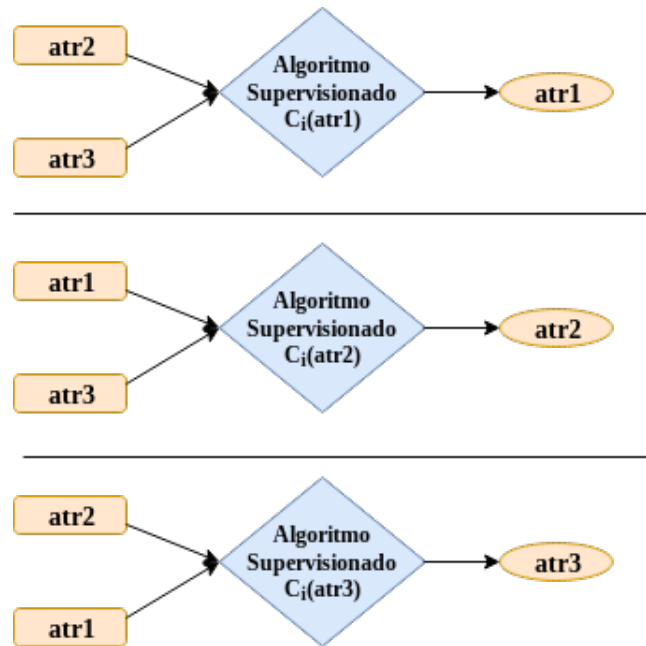 atr2
atr3
Algoritmo
Supervisionado
Ci(atr1)
atr1
atr1
atr3
Algoritmo
Supervisionado
Ci(atr2)
atr2
atr2
atr1
Algoritmo
Supervisionado
Ci(atr3)
atr3